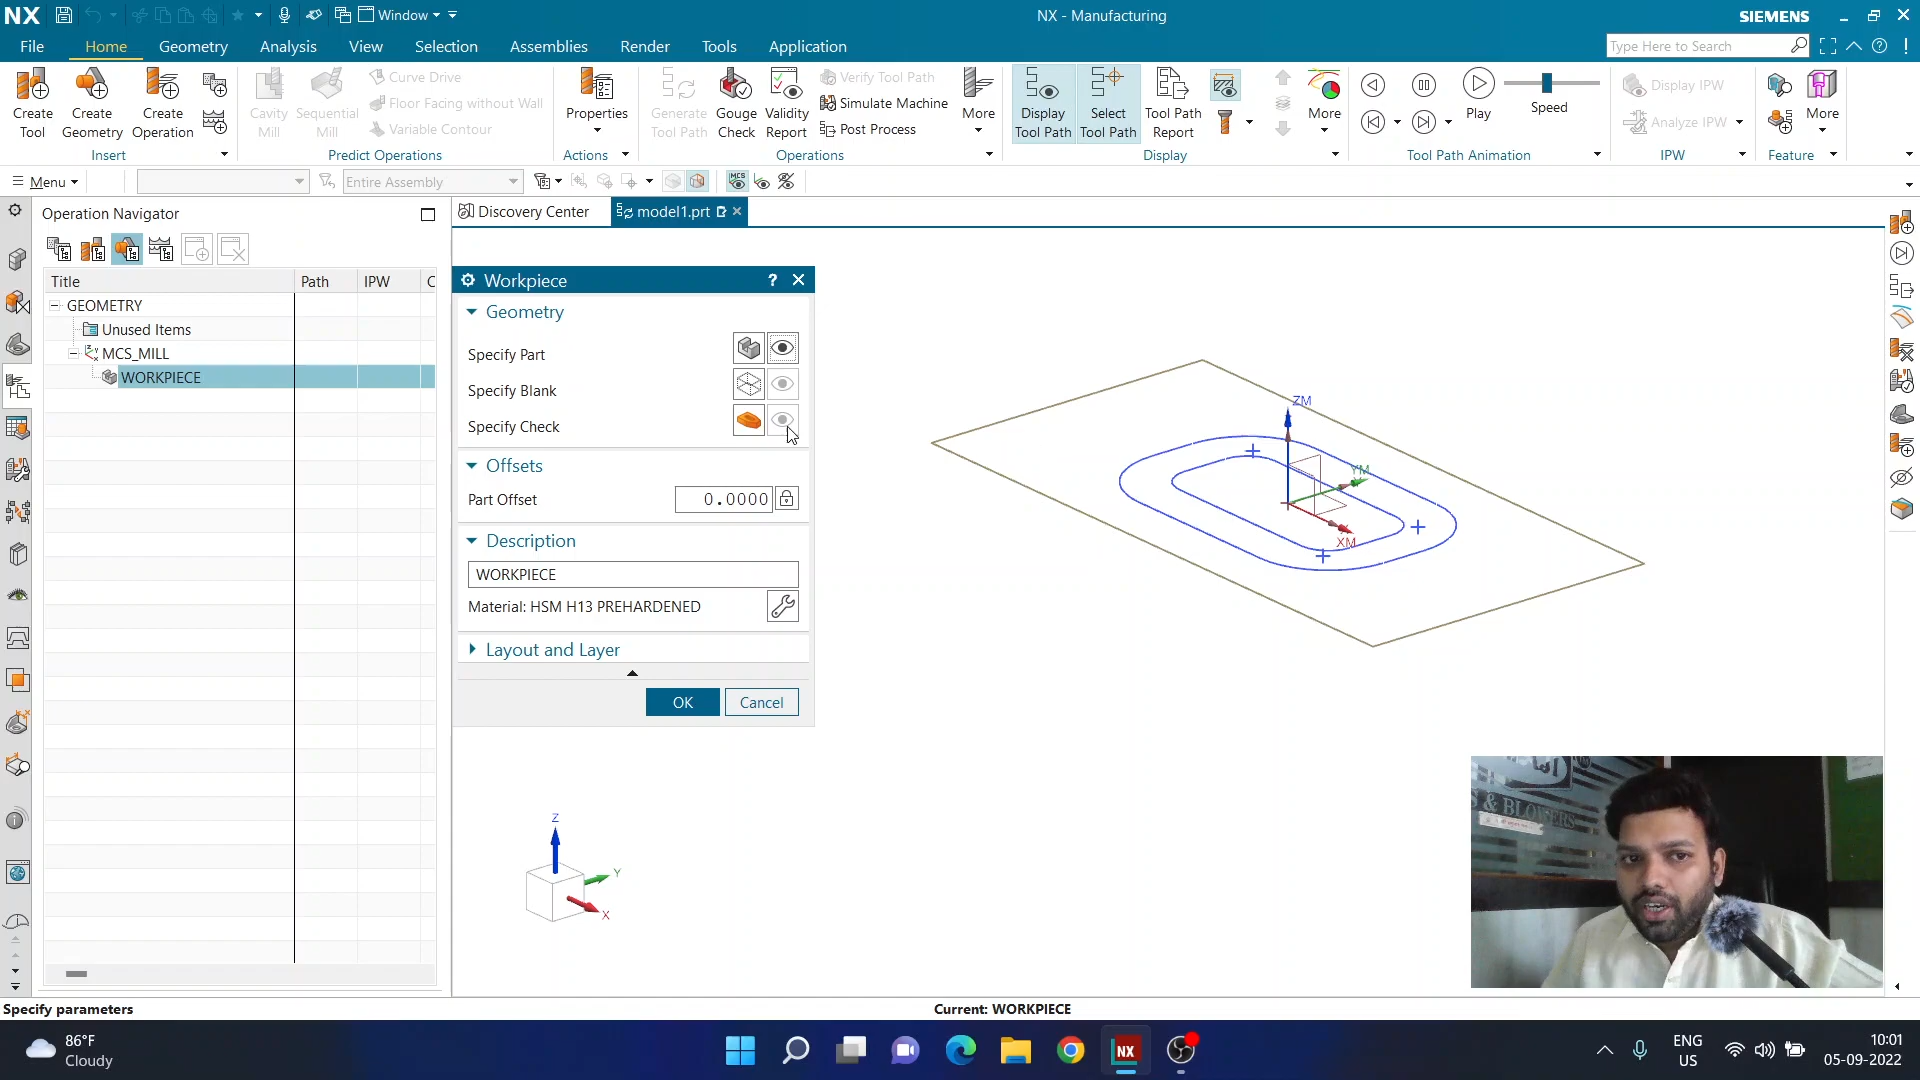 NX
Window
NX - Manufacturing
SIEMENS
File
Home
Geometry
Analysis
View
Selection
Assemblies
Render
Tools
Application
Type Here to Search
Create Tool
Create Geometry
Create Operation
Insert
Cavity Mill
Sequential Mill
Curve Drive
Floor Facing without Wall
Variable Contour
Predict Operations
Properties
Actions
Generate Tool Path
Gouge Check
Validity Report
Verify Tool Path
Simulate Machine
Post Process
More
Operations
Display Tool Path
Select Tool Path
Tool Path Report
More
Display
Play
Speed
Tool Path Animation
Display IPW
Analyze IPW
IPW
More
Feature
Menu
Entire Assembly
MCS
Operation Navigator
Discovery Center
model1.prt
Title
Path
IPW
C
GEOMETRY
Unused Items
MCS_MILL
WORKPIECE
Workpiece
Geometry
Specify Part
Specify Blank
Specify Check
Offsets
Part Offset
0.0000
Description
WORKPIECE
Material: HSM H13 PREHARDENED
Layout and Layer
OK
Cancel
ZM
YM
XM
Z
Y
X
S & BLOWERS
Specify parameters
Current: WORKPIECE
86°F
Cloudy
NX
ENG
US
10:01
05-09-2022